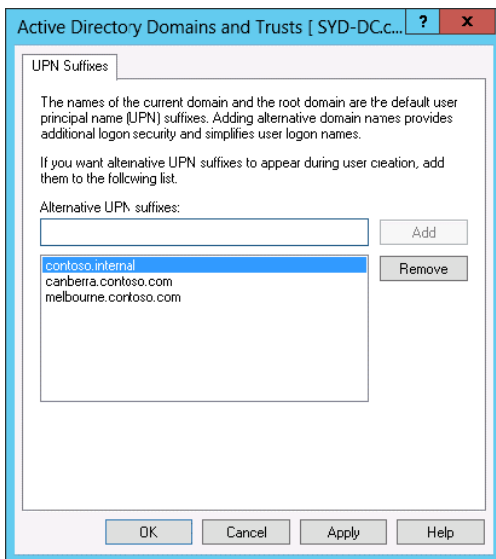 Active Directory Domains and Trusts [ SYD-DC.c... ? x
UPN Suffixes
The names of the current domain and the root domain are the default user
principal name (UPN) suffixes. Adding alternative domain names provides
additional logon security and simplifies user logon names.
If you want alternative UPN suffixes to appear during user creation, add
them to the following list.
Alternative UPN suffixes:
Add
contoso.internal
Remove
canberra.contoso.com
melbourne.contoso.com
OK Cancel Apply Help